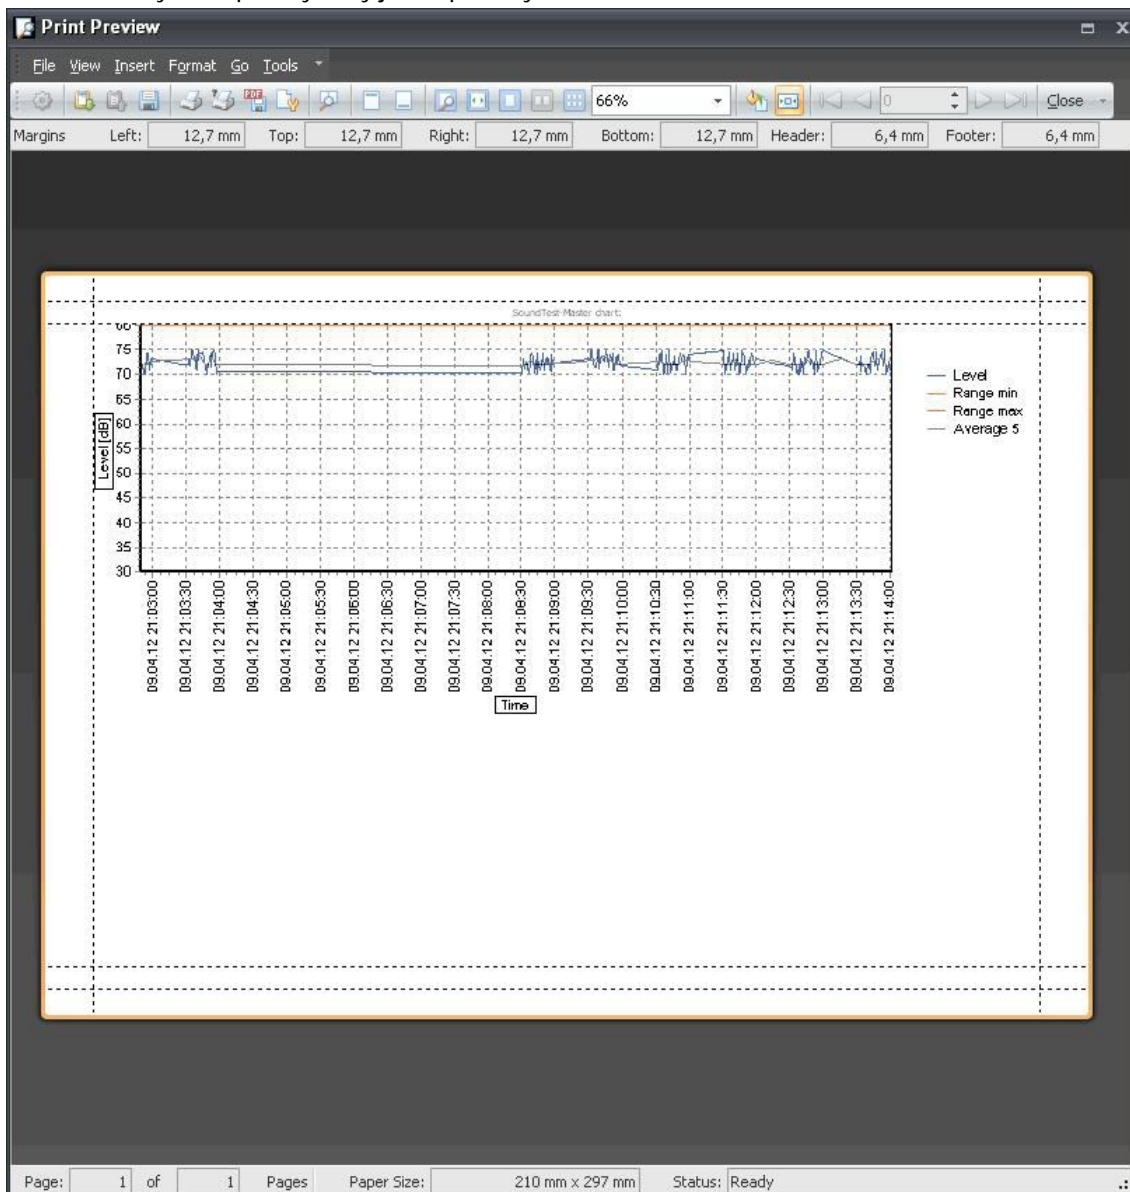 Print Preview
File View Insert Format Go Tools
66% 0 Close
Margins Left: 12,7 mm Top: 12,7 mm Right: 12,7 mm Bottom: 12,7 mm Header: 6,4 mm Footer: 6,4 mm
SoundTest-Master chart:
75
70
65
60
55
50
45
40
35
30
Level [dB]
Level
Range min
Range max
Average 5
09.04.12 21:03:00
09.04.12 21:03:30
09.04.12 21:04:00
09.04.12 21:04:30
09.04.12 21:05:00
09.04.12 21:05:30
09.04.12 21:06:00
09.04.12 21:06:30
09.04.12 21:07:00
09.04.12 21:07:30
09.04.12 21:08:00
09.04.12 21:08:30
09.04.12 21:09:00
09.04.12 21:09:30
09.04.12 21:10:00
09.04.12 21:10:30
09.04.12 21:11:00
09.04.12 21:11:30
09.04.12 21:12:00
09.04.12 21:12:30
09.04.12 21:13:00
09.04.12 21:13:30
09.04.12 21:14:00
Time
Page: 1 of 1 Pages Paper Size: 210 mm x 297 mm Status: Ready